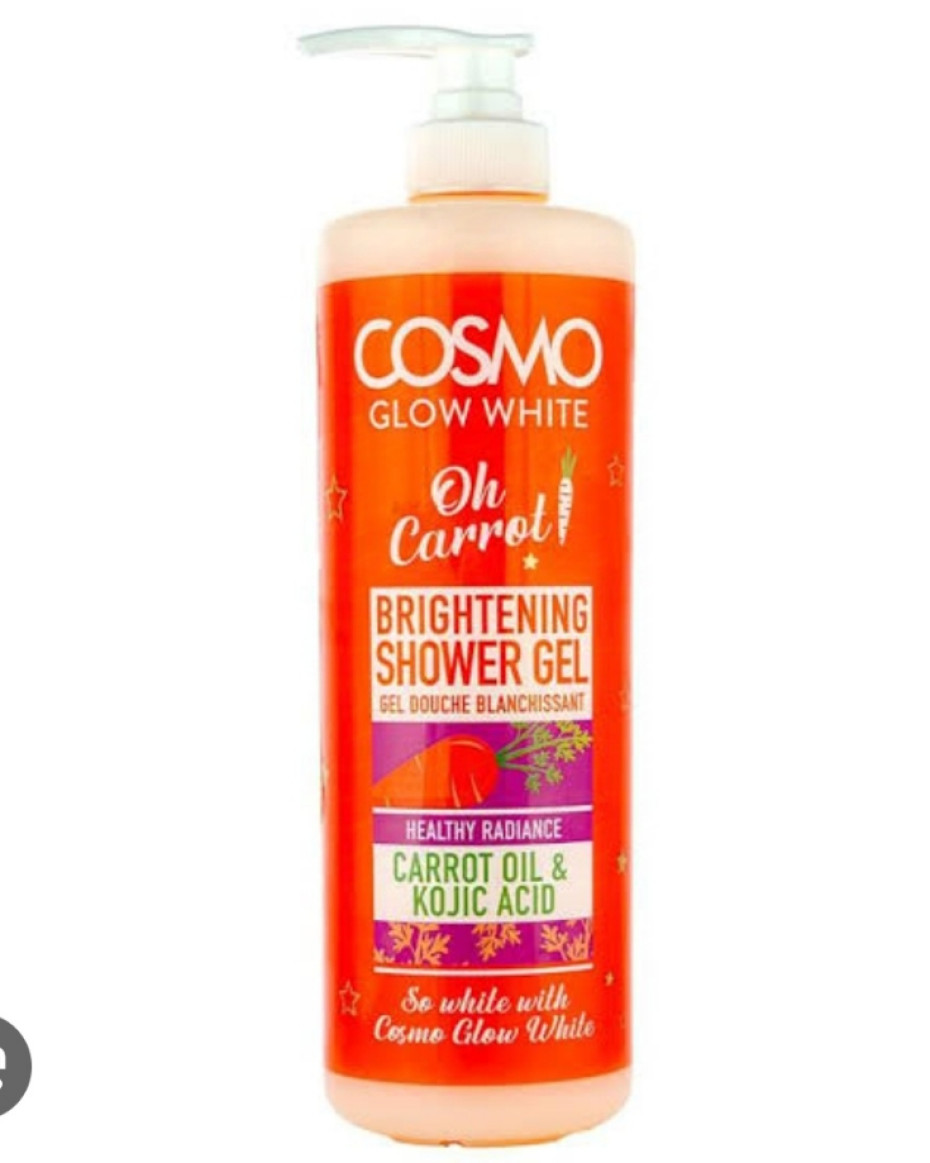 COSMO
GLOW WHITE
Oh
Carrot!
BRIGHTENING
SHOWER GEL
GEL DOUCHE BLANCHISSANT
HEALTHY RADIANCE
CARROT OIL &
KOJIC ACID
So white with
Cosmo Glow White